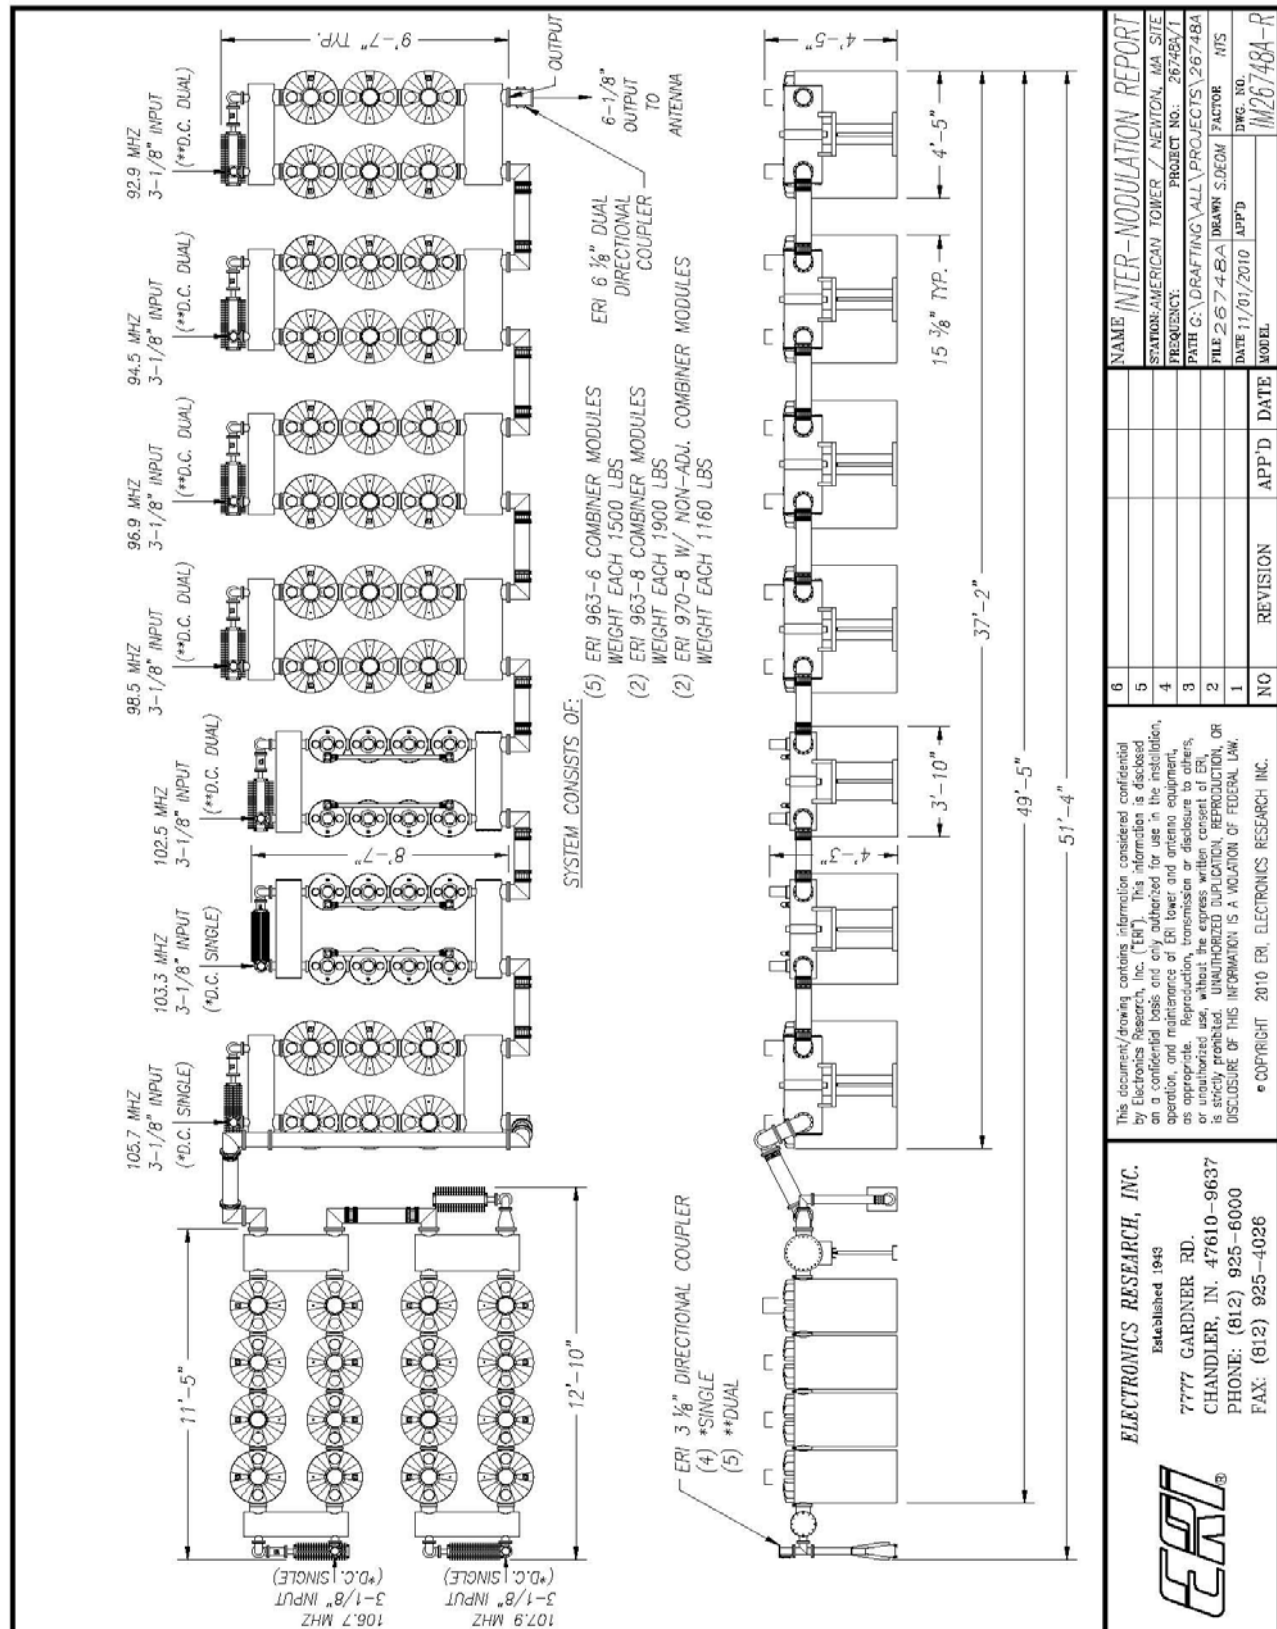 92.9 MHZ
3-1/8" INPUT
(**D.C. DUAL)
94.5 MHZ
3-1/8" INPUT
(**D.C. DUAL)
96.9 MHZ
3-1/8" INPUT
(**D.C. DUAL)
98.5 MHZ
3-1/8" INPUT
(**D.C. DUAL)
102.5 MHZ
3-1/8" INPUT
(**D.C. DUAL)
103.3 MHZ
3-1/8" INPUT
(*D.C. SINGLE)
105.7 MHZ
3-1/8" INPUT
(*D.C. SINGLE)
106.7 MHZ
3-1/8" INPUT
(*D.C. SINGLE)
107.9 MHZ
3-1/8" INPUT
(*D.C. SINGLE)
9'-7" TYP.
8'-7"
11'-5"
12'-10"
OUTPUT
6-1/8"
OUTPUT
TO
ANTENNA
ERI 6 1/8" DUAL
DIRECTIONAL
COUPLER
SYSTEM CONSISTS OF:
(5) ERI 963-6 COMBINER MODULES
WEIGHT EACH 1500 LBS
(2) ERI 963-8 COMBINER MODULES
WEIGHT EACH 1900 LBS
(2) ERI 970-8 W/ NON-ADJ. COMBINER MODULES
WEIGHT EACH 1160 LBS
ERI 3 1/8" DIRECTIONAL COUPLER
(4) *SINGLE
(5) **DUAL
4'-5"
4'-5"
15 3/8" TYP.
4'-3"
3'-10"
37'-2"
49'-5"
51'-4"
ERI®
ELECTRONICS RESEARCH, INC.
Established 1943
7777 GARDNER RD.
CHANDLER, IN. 47610-9637
PHONE: (812) 925-6000
FAX: (812) 925-4026
This document/drawing contains information considered confidential
by Electronics Research, Inc. ("ERI"). This information is disclosed
on a confidential basis and only authorized for use in the installation,
operation, and maintenance of ERI tower and antenna equipment,
as appropriate. Reproduction, transmission or disclosure to others,
or unauthorized use, without the express written consent of ERI,
is strictly prohibited. UNAUTHORIZED DUPLICATION, REPRODUCTION, OR
DISCLOSURE OF THIS INFORMATION IS A VIOLATION OF FEDERAL LAW.
© COPYRIGHT 2010 ERI, ELECTRONICS RESEARCH INC.
6
5
4
3
2
1
NO REVISION APP'D DATE
NAME INTER-NODULATION REPORT
STATION: AMERICAN TOWER / NEWTON, MA SITE
FREQUENCY: PROJECT NO.: 26748A/1
PATH G:\DRAFTING\ALL\PROJECTS\26748A
FILE 26748A DRAWN S.DEOM FACTOR NTS
DATE 11/01/2010 APP'D DWG. NO.
MODEL IM26748A-R